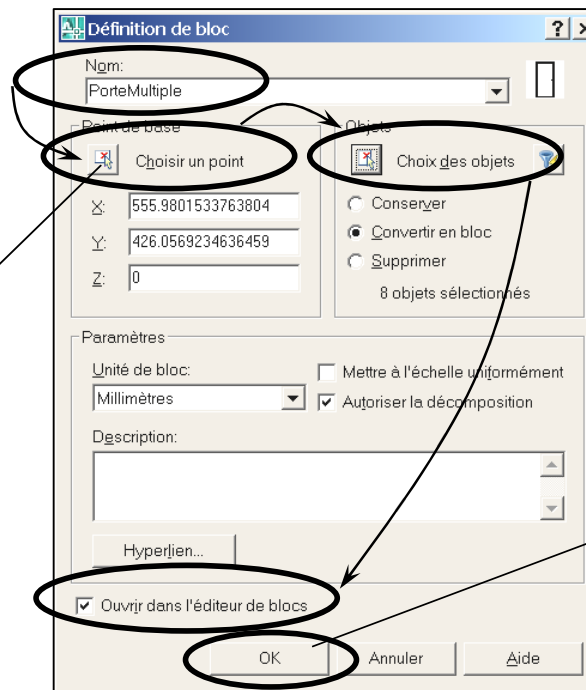 Définition de bloc
Nom:
PorteMultiple
Point de base
Choisir un point
X: 555.9801533763804
Y: 426.0569234636459
Z: 0
Objets
Choix des objets
Conserver
Convertir en bloc
Supprimer
8 objets sélectionnés
Paramètres
Unité de bloc:
Millimètres
Mettre à l'échelle uniformément
Autoriser la décomposition
Description:
Hyperlien...
Ouvrir dans l'éditeur de blocs
OK
Annuler
Aide